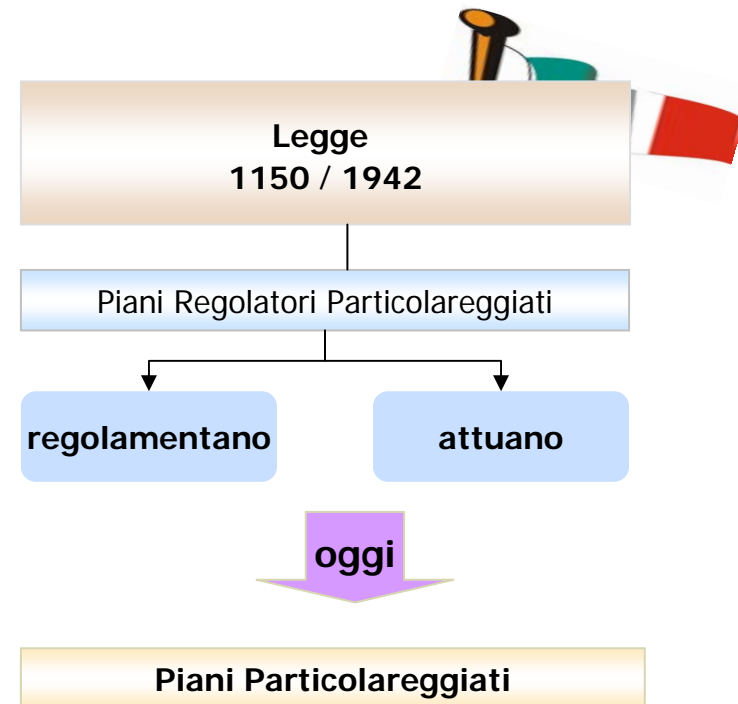 Legge
1150 / 1942
Piani Regolatori Particolareggiati
regolamentano
attuano
oggi
Piani Particolareggiati